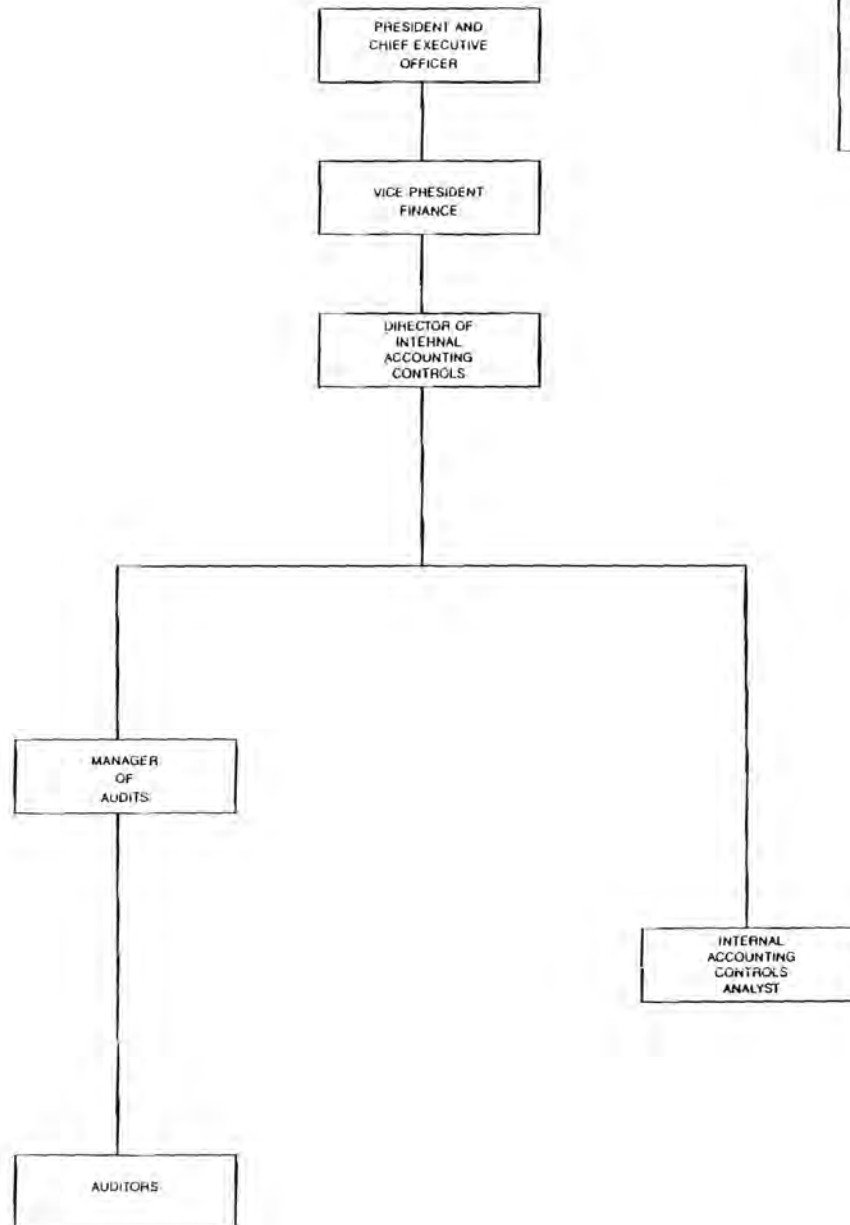 PRESIDENT AND
CHIEF EXECUTIVE
OFFICER
VICE PRESIDENT
FINANCE
DIRECTOR OF
INTERNAL
ACCOUNTING
CONTROLS
MANAGER
OF
AUDITS
INTERNAL
ACCOUNTING
CONTROLS
ANALYST
AUDITORS